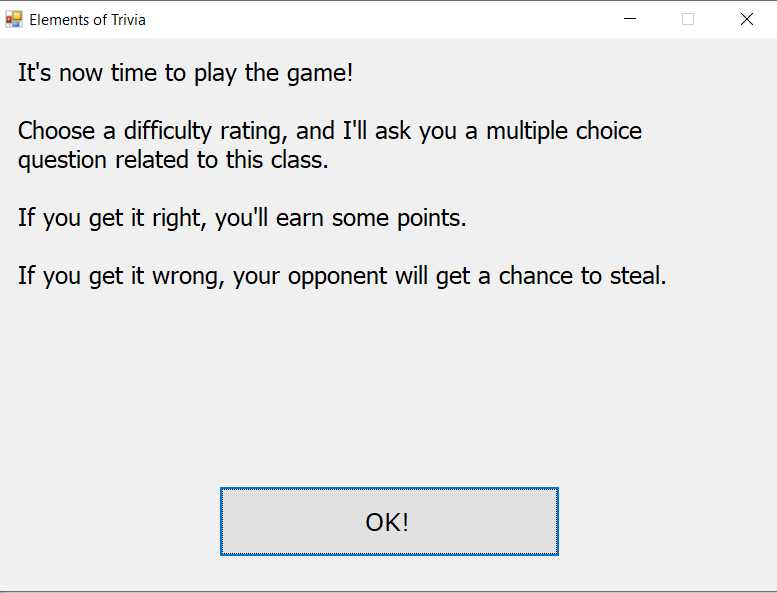 Elements of Trivia
It's now time to play the game!
Choose a difficulty rating, and I'll ask you a multiple choice
question related to this class.
If you get it right, you'll earn some points.
If you get it wrong, your opponent will get a chance to steal.
OK!